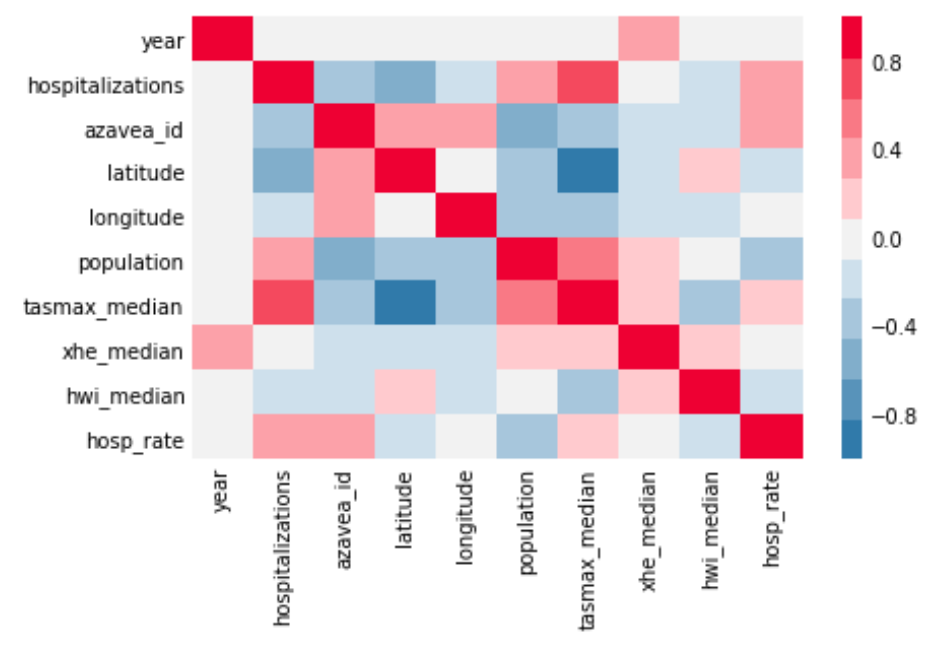 year
hospitalizations
azavea_id
latitude
longitude
population
tasmax_median
xhe_median
hwi_median
hosp_rate
year
hospitalizations
azavea_id
latitude
longitude
population
tasmax_median
xhe_median
hwi_median
hosp_rate
0.8
0.4
0.0
−0.4
−0.8